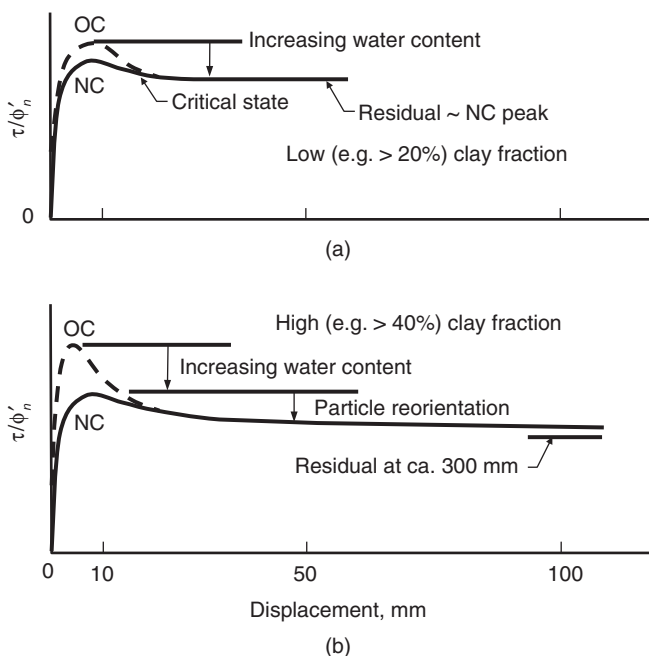 OC
Increasing water content
NC
Critical state
Residual ~ NC peak
τ/ϕ′n
Low (e.g. > 20%) clay fraction
0
(a)
High (e.g. > 40%) clay fraction
OC
Increasing water content
Particle reorientation
NC
τ/ϕ′n
Residual at ca. 300 mm
0 10 50 100
Displacement, mm
(b)